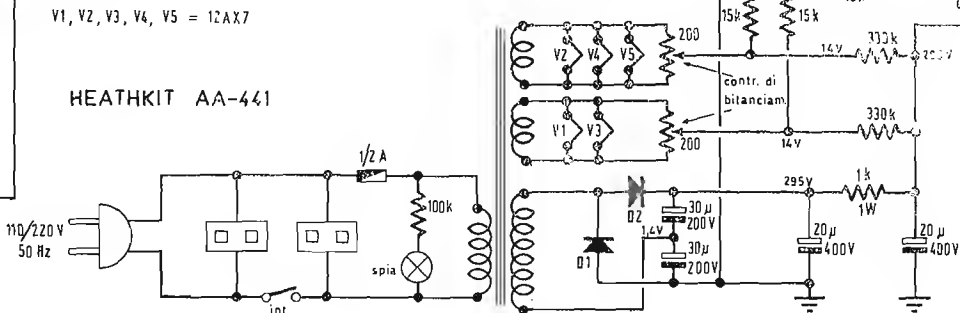 V1, V2, V3, V4, V5 = 12AX7
HEATHKIT AA-441
15k
15k
200
V2
V4
V5
14V
330k
contr. di
bilanciam.
V1
V3
200
14V
330k
1/2 A
100k
spia
110/220 V
50 Hz
int.
D2
D1
30µ
200V
1,4V
30µ
200V
295V
1k
1W
20µ
400V
20µ
400V